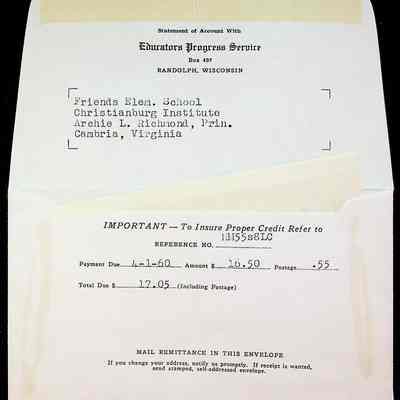 Statement of Account With
Educators Progress Service
Box 497
RANDOLPH, WISCONSIN
Friends Elem. School
Christianburg Institute
Archie L. Richmond, Prin.
Cambria, Virginia
IMPORTANT — To Insure Proper Credit Refer to
REFERENCE NO.
Payment Due 4-1-60 Amount $ 16.50 Postage .55
Total Due $ 17.05 (Including Postage)
MAIL REMITTANCE IN THIS ENVELOPE
If you change your address, notify us promptly. If receipt is wanted,
send stamped, self-addressed envelope.